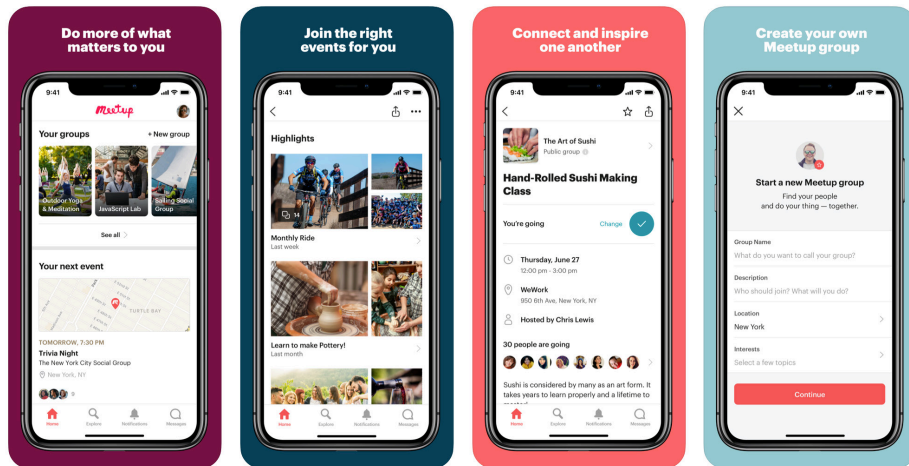 Do more of what
matters to you
9:41
Meetup
Your groups
+ New group
Outdoor Yoga
& Meditation
JavaScript Lab
Sailing Social
Group
See all
Your next event
TURTLE BAY
TOMORROW, 7:30 PM
Trivia Night
The New York City Social Group
New York, NY
9
Home
Explore
Notifications
Messages
Join the right
events for you
9:41
Highlights
14
Monthly Ride
Last week
Learn to make Pottery!
Last month
Home
Explore
Notifications
Messages
Connect and inspire
one another
9:41
The Art of Sushi
Public group
Hand-Rolled Sushi Making
Class
You're going
Change
Thursday, June 27
12:00 pm - 3:00 pm
WeWork
950 6th Ave, New York, NY
Hosted by Chris Lewis
30 people are going
Sushi is considered by many as an art form. It
takes years to learn properly and a lifetime to
Home
Explore
Notifications
Messages
Create your own
Meetup group
9:41
Start a new Meetup group
Find your people
and do your thing — together.
Group Name
What do you want to call your group?
Description
Who should join? What will you do?
Location
New York
Interests
Select a few topics
Continue